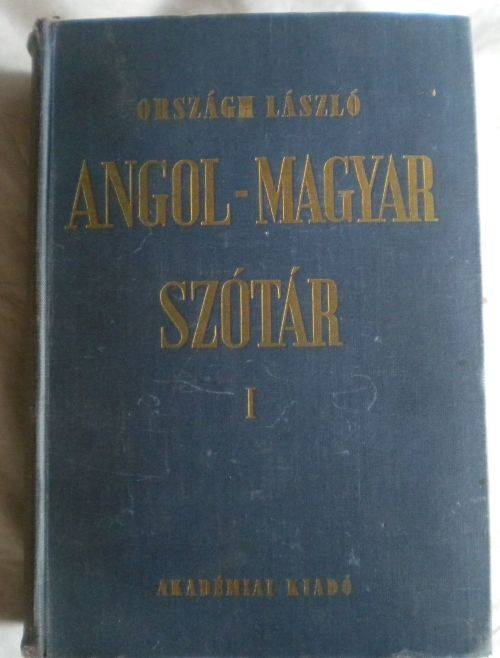 ORSZÁGH LÁSZLÓ
ANGOL-MAGYAR
SZÓTÁR
I
AKADÉMIAI KIADÓ